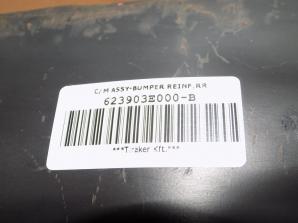 C/M ASSY-BUMPER REINF,RR
623903E000-B
***Traker Kft.***